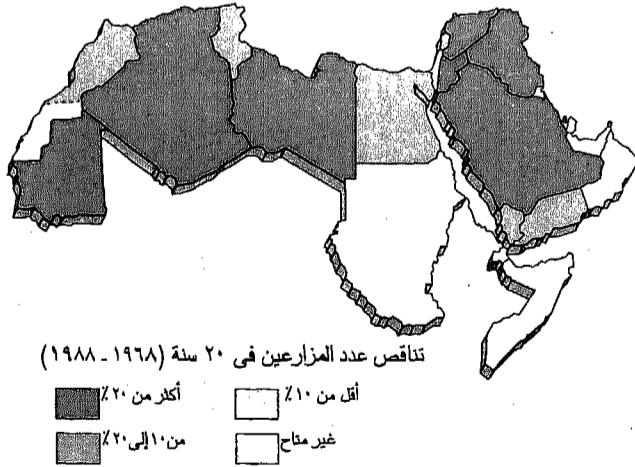 تناقص عدد المزارعين فى ٢٠ سنة (١٩٦٨ - ١٩٨٨)
أقل من ١٠٪ أكثر من ٢٠٪
غير متاح من ١٠ إلى ٢٠٪